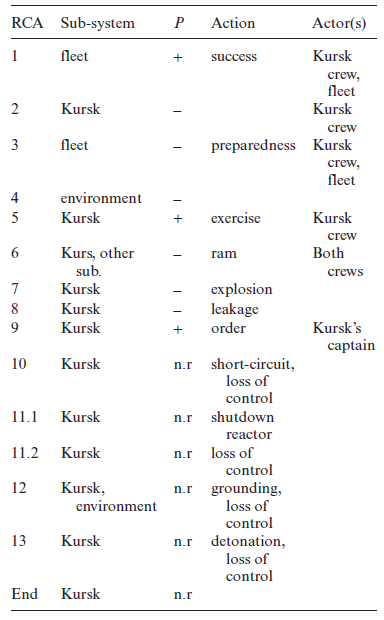 RCA Sub-system P Action Actor(s)
1 fleet + success Kursk
crew,
fleet
2 Kursk – Kursk
crew
3 fleet – preparedness Kursk
crew,
fleet
4 environment –
5 Kursk + exercise Kursk
crew
6 Kurs, other – ram Both
sub. crews
7 Kursk – explosion
8 Kursk – leakage
9 Kursk + order Kursk's
captain
10 Kursk n.r short-circuit,
loss of
control
11.1 Kursk n.r shutdown
reactor
11.2 Kursk n.r loss of
control
12 Kursk, n.r grounding,
environment loss of
control
13 Kursk n.r detonation,
loss of
control
End Kursk n.r